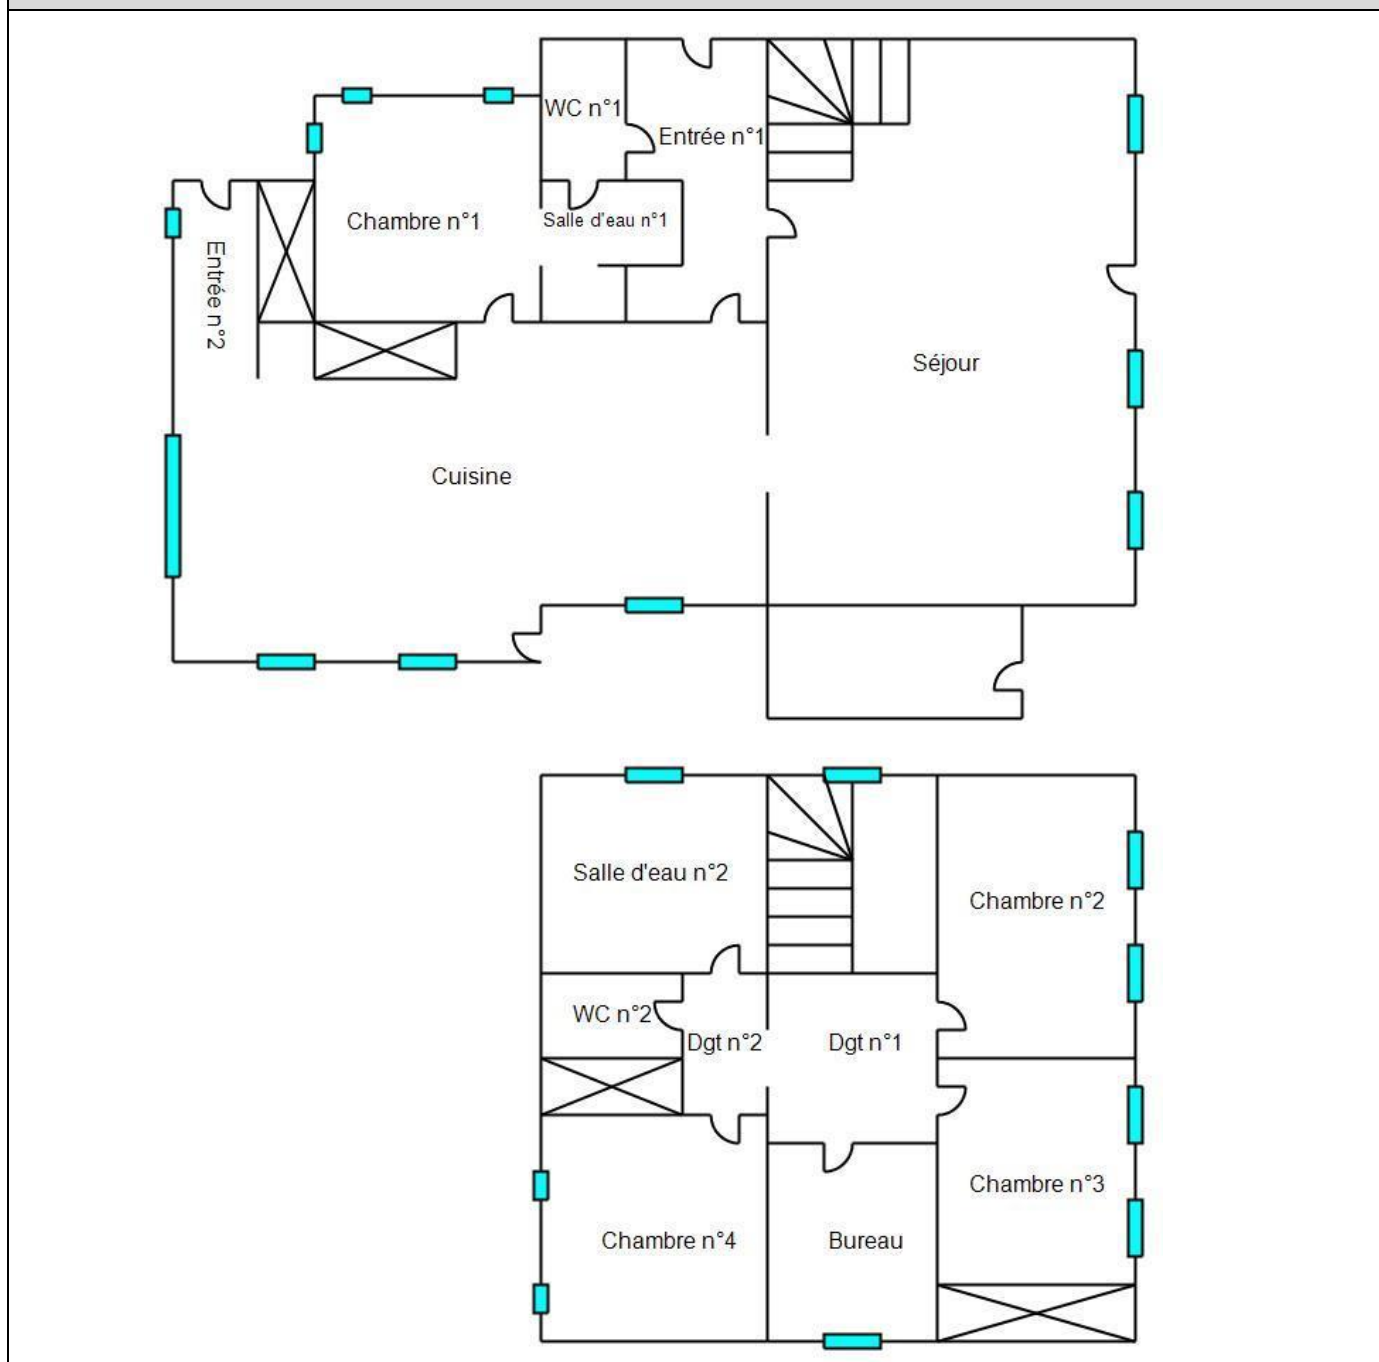 WC n°1
Entrée n°1
Chambre n°1
Salle d'eau n°1
Entrée n°2
Séjour
Cuisine
Salle d'eau n°2
Chambre n°2
WC n°2
Dgt n°2
Dgt n°1
Chambre n°3
Chambre n°4
Bureau